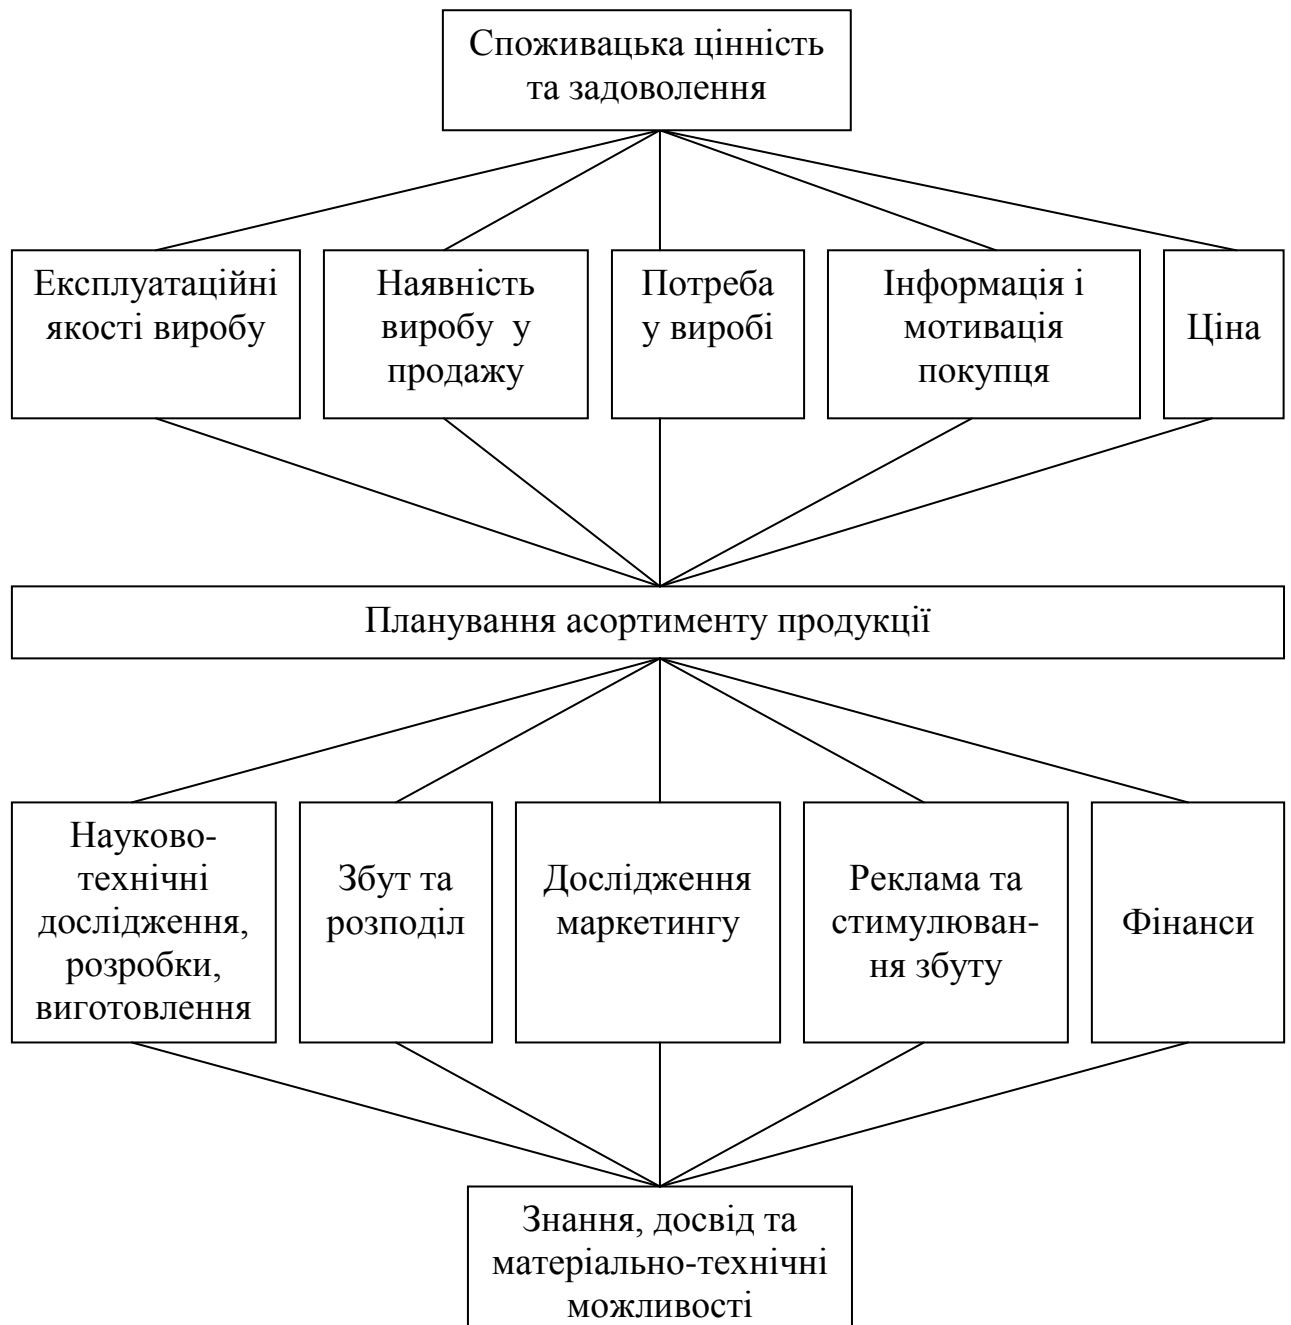 Споживацька цінність
та задоволення
Експлуатаційні
якості виробу
Наявність
виробу у
продажу
Потреба
у виробі
Інформація і
мотивація
покупця
Ціна
Планування асортименту продукції
Науково-
технічні
дослідження,
розробки,
виготовлення
Збут та
розподіл
Дослідження
маркетингу
Реклама та
стимулюван-
ня збуту
Фінанси
Знання, досвід та
матеріально-технічні
можливості